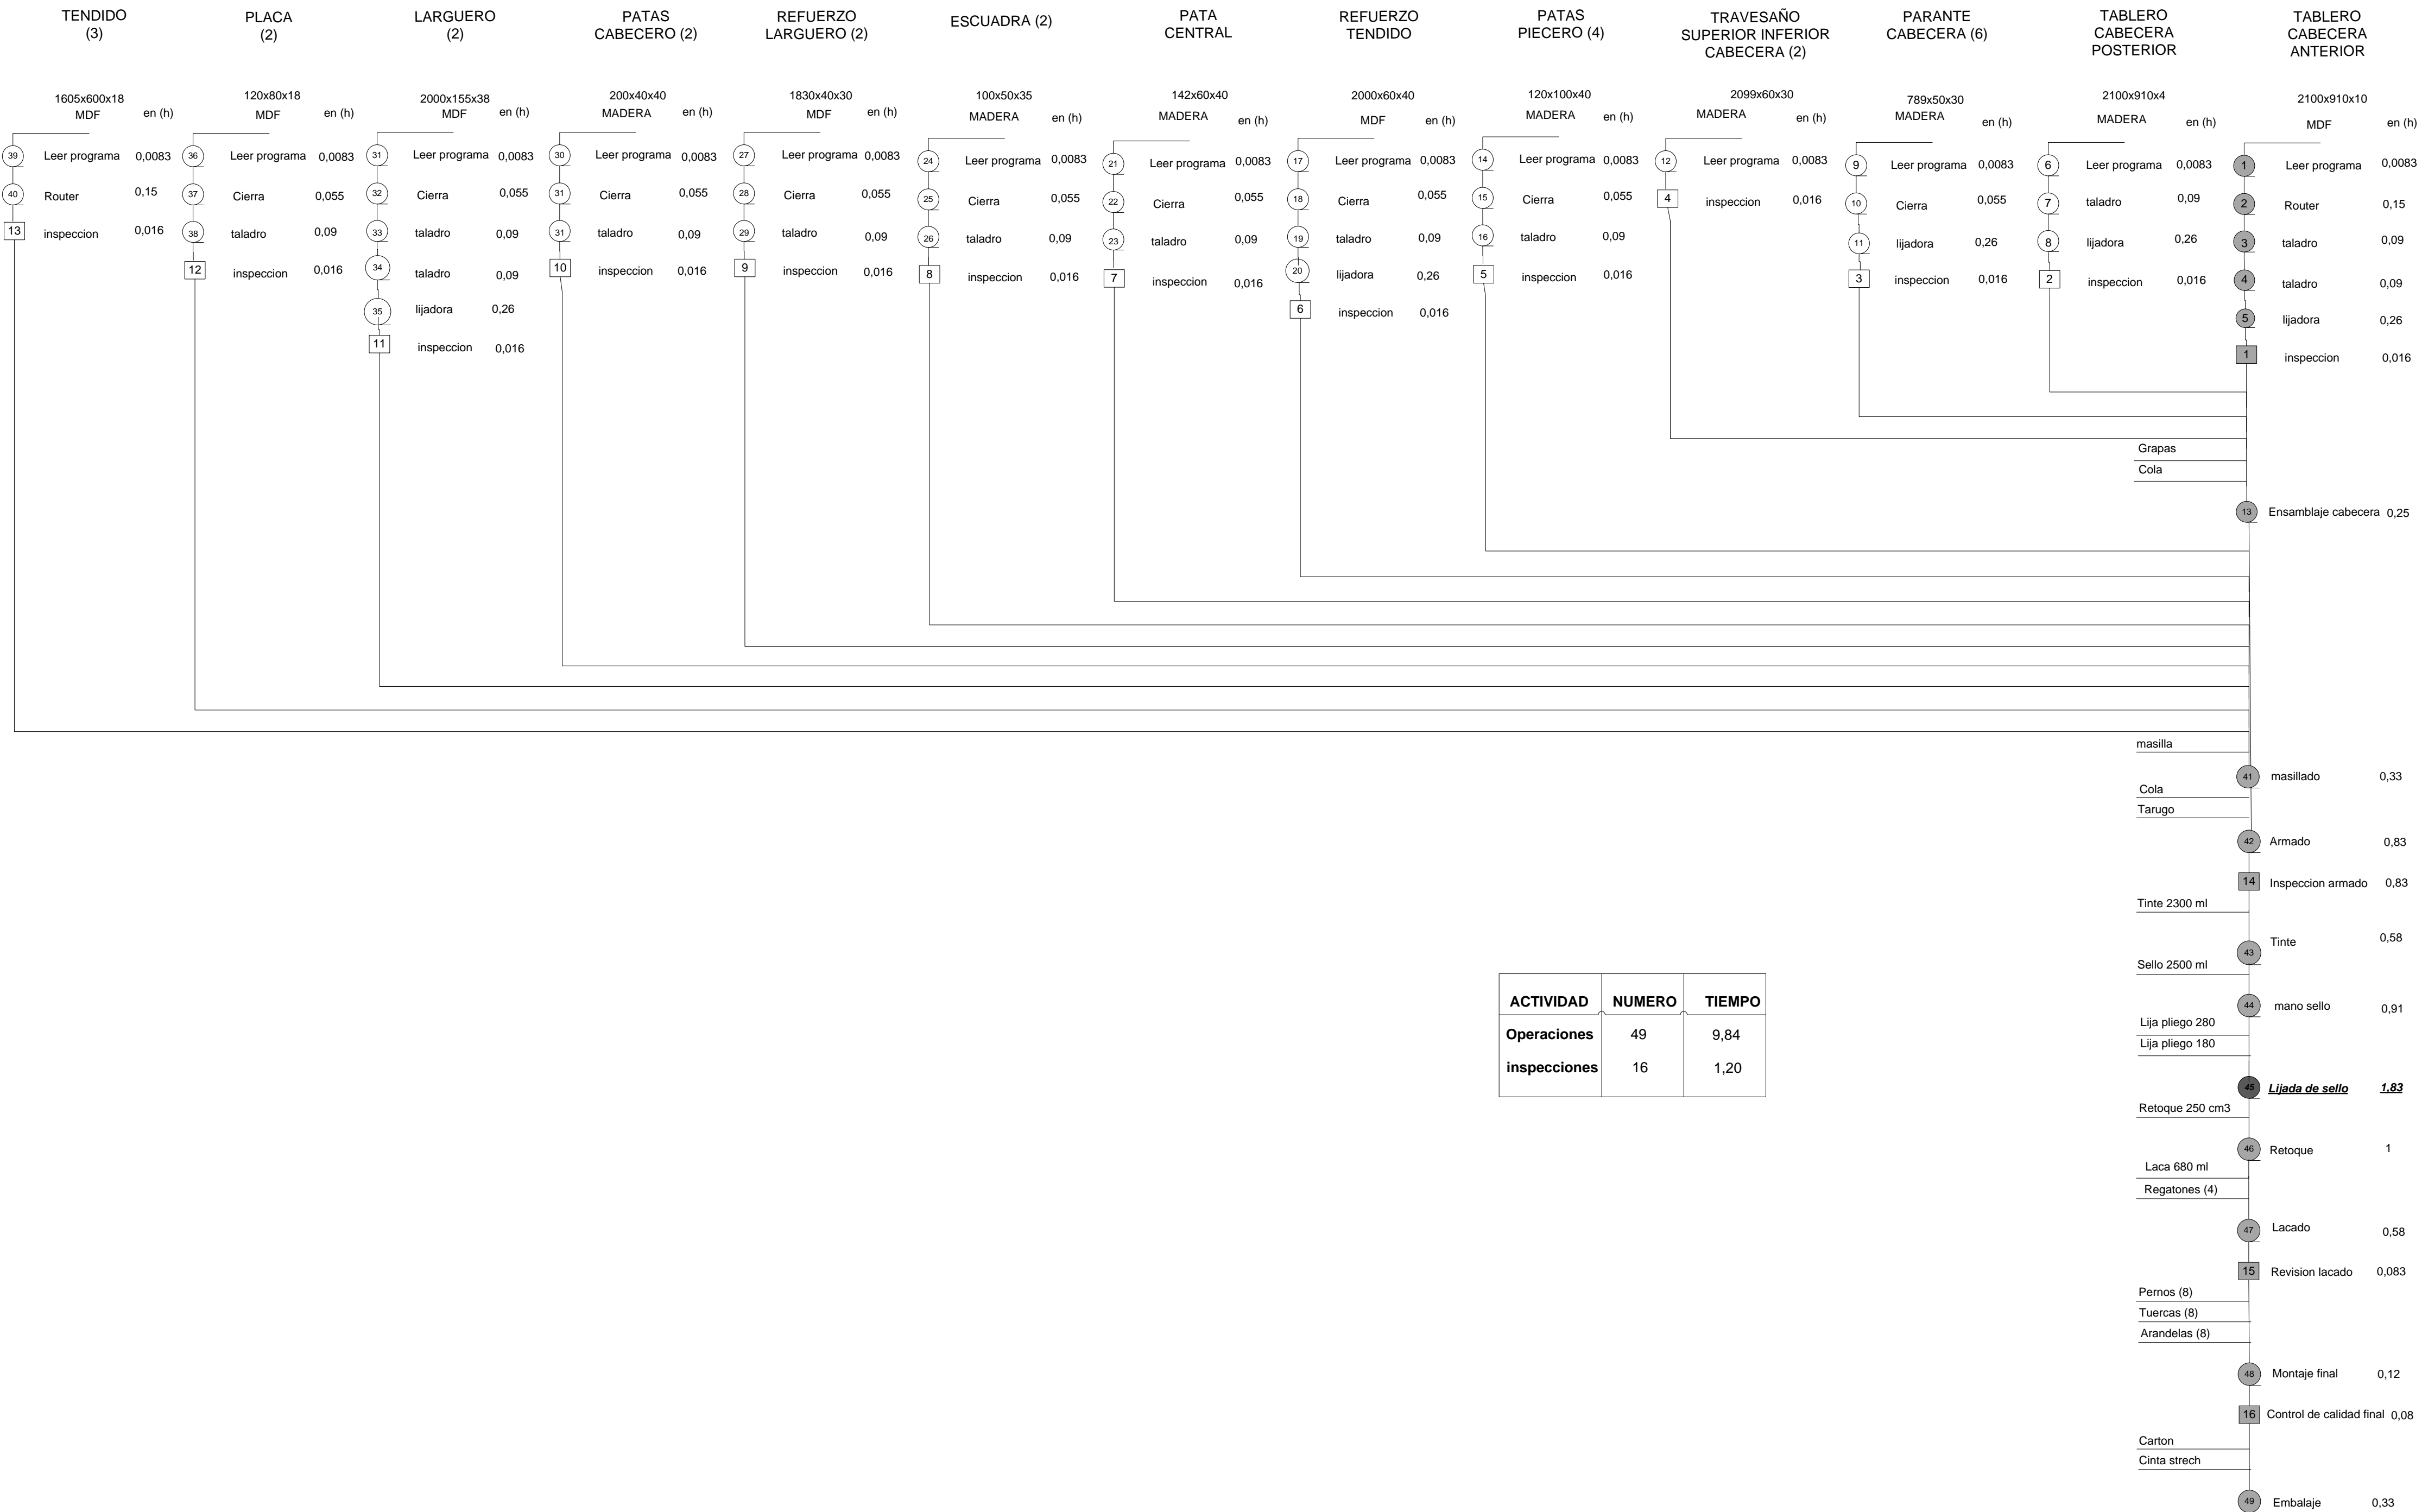 TENDIDO
(3)
1605x600x18
MDF
en (h)
39 Leer programa 0,0083
40 Router 0,15
13 inspeccion 0,016
PLACA
(2)
120x80x18
MDF
en (h)
36 Leer programa 0,0083
37 Cierra 0,055
38 taladro 0,09
12 inspeccion 0,016
LARGUERO
(2)
2000x155x38
MDF
en (h)
31 Leer programa 0,0083
32 Cierra 0,055
33 taladro 0,09
34 taladro 0,09
35 lijadora 0,26
11 inspeccion 0,016
PATAS
CABECERO (2)
200x40x40
MADERA
en (h)
30 Leer programa 0,0083
31 Cierra 0,055
31 taladro 0,09
10 inspeccion 0,016
REFUERZO
LARGUERO (2)
1830x40x30
MDF
en (h)
27 Leer programa 0,0083
28 Cierra 0,055
29 taladro 0,09
9 inspeccion 0,016
ESCUADRA (2)
100x50x35
MADERA
en (h)
24 Leer programa 0,0083
25 Cierra 0,055
26 taladro 0,09
8 inspeccion 0,016
PATA
CENTRAL
142x60x40
MADERA
en (h)
21 Leer programa 0,0083
22 Cierra 0,055
23 taladro 0,09
7 inspeccion 0,016
REFUERZO
TENDIDO
2000x60x40
MDF
en (h)
17 Leer programa 0,0083
18 Cierra 0,055
19 taladro 0,09
20 lijadora 0,26
6 inspeccion 0,016
PATAS
PIECERO (4)
120x100x40
MADERA
en (h)
14 Leer programa 0,0083
15 Cierra 0,055
16 taladro 0,09
5 inspeccion 0,016
TRAVESAÑO
SUPERIOR INFERIOR
CABECERA (2)
2099x60x30
MADERA
en (h)
12 Leer programa 0,0083
4 inspeccion 0,016
PARANTE
CABECERA (6)
789x50x30
MADERA
en (h)
9 Leer programa 0,0083
10 Cierra 0,055
11 lijadora 0,26
3 inspeccion 0,016
TABLERO
CABECERA
POSTERIOR
2100x910x4
MADERA
en (h)
6 Leer programa 0,0083
7 taladro 0,09
8 lijadora 0,26
2 inspeccion 0,016
TABLERO
CABECERA
ANTERIOR
2100x910x10
MDF
en (h)
1 Leer programa 0,0083
2 Router 0,15
3 taladro 0,09
4 taladro 0,09
5 lijadora 0,26
1 inspeccion 0,016
Grapas
Cola
13 Ensamblaje cabecera 0,25
masilla
41 masillado 0,33
Cola
Tarugo
42 Armado 0,83
14 Inspeccion armado 0,83
Tinte 2300 ml
43 Tinte 0,58
Sello 2500 ml
44 mano sello 0,91
Lija pliego 280
Lija pliego 180
45 Lijada de sello 1,83
Retoque 250 cm3
46 Retoque 1
Laca 680 ml
Regatones (4)
47 Lacado 0,58
15 Revision lacado 0,083
Pernos (8)
Tuercas (8)
Arandelas (8)
48 Montaje final 0,12
16 Control de calidad final 0,08
Carton
Cinta strech
49 Embalaje 0,33
ACTIVIDAD NUMERO TIEMPO
Operaciones 49 9,84
inspecciones 16 1,20